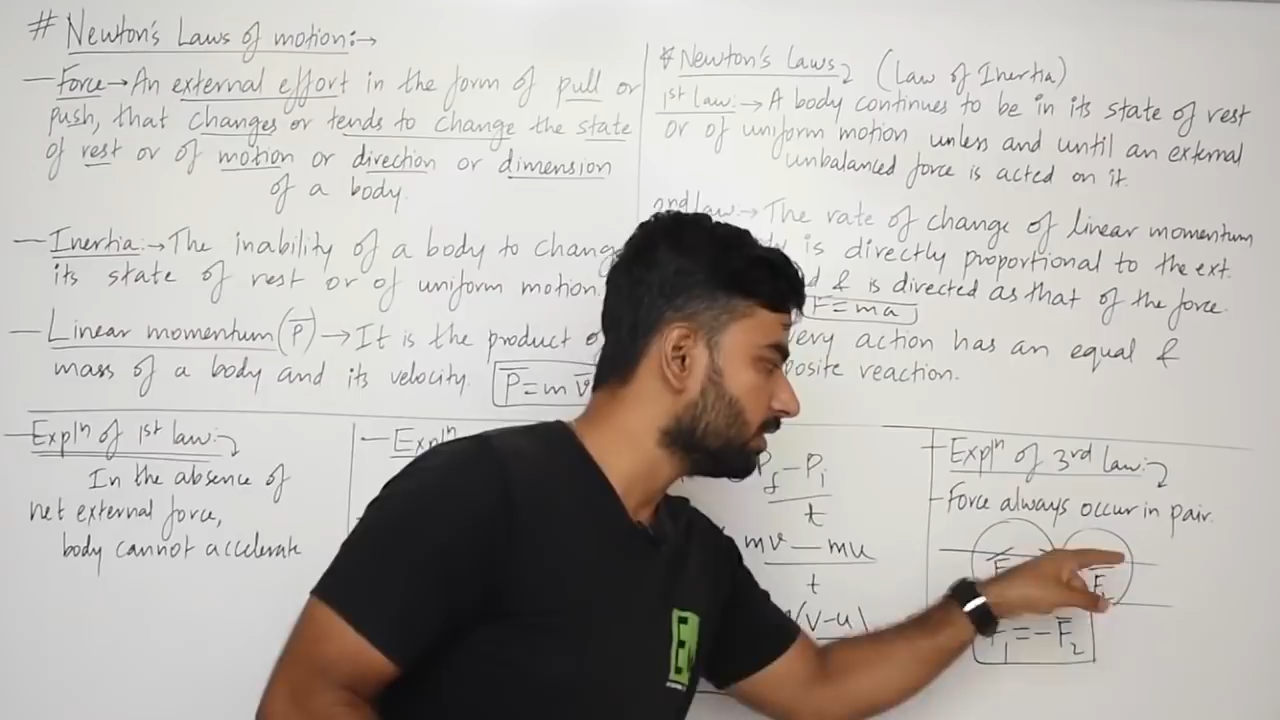 # Newton's Laws of motion:→
— Force → An external effort in the form of pull or
push, that changes or tends to change the state
of rest or of motion or direction or dimension
of a body.
— Inertia:→ The inability of a body to change
its state of rest or of uniform motion.
— Linear momentum (P) → It is the product
mass of a body and its velocity. P = m v
* Newton's Laws (Law of Inertia)
1st law:→ A body continues to be in its state of rest
or of uniform motion unless and until an external
unbalanced force is acted on it.
law:→ The rate of change of linear momentum
is directly proportional to the ext.
& is directed as that of the force.
F = ma
action has an equal &
reaction.
— Explⁿ of 1st law:
In the absence of
net external force,
body cannot accelerate
— Explⁿ
P_f – P_i
t
mv – mu
t
(v–u)
— Explⁿ of 3rd law:
– Force always occur in pair.
F
F₁ = –F₂
E